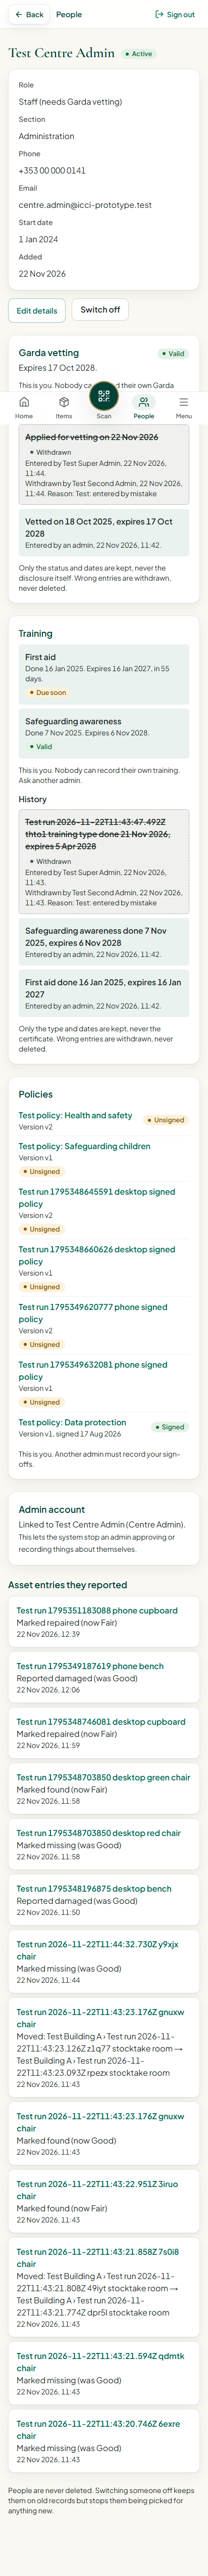 Back People Sign out
Test Centre Admin Active
Role
Staff (needs Garda vetting)
Section
Administration
Phone
+353 00 000 0141
Email
centre.admin@icci-prototype.test
Start date
1 Jan 2024
Added
22 Nov 2026
Edit details Switch off
Garda vetting Valid
Expires 17 Oct 2028.
This is you. Nobody can their own Garda
Home Items Scan People Menu
Applied for vetting on 22 Nov 2026
Withdrawn
Entered by Test Super Admin, 22 Nov 2026,
11:44.
Withdrawn by Test Second Admin, 22 Nov 2026,
11:44. Reason: Test: entered by mistake
Vetted on 18 Oct 2025, expires 17 Oct
2028
Entered by an admin, 22 Nov 2026, 11:42.
Only the status and dates are kept, never the
disclosure itself. Wrong entries are withdrawn,
never deleted.
Training
First aid
Done 16 Jan 2025. Expires 16 Jan 2027, in 55
days.
Due soon
Safeguarding awareness
Done 7 Nov 2025. Expires 6 Nov 2028.
Valid
This is you. Nobody can record their own training.
Ask another admin.
History
Test run 2026-11-22T11:43:47.492Z
thto1 training type done 21 Nov 2026,
expires 5 Apr 2028
Withdrawn
Entered by Test Super Admin, 22 Nov 2026,
11:43.
Withdrawn by Test Second Admin, 22 Nov 2026,
11:43. Reason: Test: entered by mistake
Safeguarding awareness done 7 Nov
2025, expires 6 Nov 2028
Entered by an admin, 22 Nov 2026, 11:42.
First aid done 16 Jan 2025, expires 16 Jan
2027
Entered by an admin, 22 Nov 2026, 11:42.
Only the type and dates are kept, never the
certificate. Wrong entries are withdrawn, never
deleted.
Policies
Test policy: Health and safety Unsigned
Version v2
Test policy: Safeguarding children
Version v1
Unsigned
Test run 1795348645591 desktop signed
policy
Version v2
Unsigned
Test run 1795348660626 desktop signed
policy
Version v1
Unsigned
Test run 1795349620777 phone signed
policy
Version v2
Unsigned
Test run 1795349632081 phone signed
policy
Version v1
Unsigned
Test policy: Data protection Signed
Version v1, signed 17 Aug 2026
This is you. Another admin must record your sign-
offs.
Admin account
Linked to Test Centre Admin (Centre Admin).
This lets the system stop an admin approving or
recording things about themselves.
Asset entries they reported
Test run 1795351183088 phone cupboard
Marked repaired (now Fair)
22 Nov 2026, 12:39
Test run 1795349187619 phone bench
Reported damaged (was Good)
22 Nov 2026, 12:06
Test run 1795348746081 desktop cupboard
Marked repaired (now Fair)
22 Nov 2026, 11:59
Test run 1795348703850 desktop green chair
Marked found (now Fair)
22 Nov 2026, 11:58
Test run 1795348703850 desktop red chair
Marked missing (was Good)
22 Nov 2026, 11:58
Test run 1795348196875 desktop bench
Reported damaged (was Good)
22 Nov 2026, 11:50
Test run 2026-11-22T11:44:32.730Z y9xjx
chair
Marked missing (was Good)
22 Nov 2026, 11:44
Test run 2026-11-22T11:43:23.176Z gnuxw
chair
Moved: Test Building A › Test run 2026-11-
22T11:43:23.126Z z1q77 stocktake room →
Test Building A › Test run 2026-11-
22T11:43:23.093Z rpezx stocktake room
22 Nov 2026, 11:43
Test run 2026-11-22T11:43:23.176Z gnuxw
chair
Marked found (now Good)
22 Nov 2026, 11:43
Test run 2026-11-22T11:43:22.951Z 3iruo
chair
Marked found (now Fair)
22 Nov 2026, 11:43
Test run 2026-11-22T11:43:21.858Z 7s0i8
chair
Moved: Test Building A › Test run 2026-11-
22T11:43:21.808Z 49iyt stocktake room →
Test Building A › Test run 2026-11-
22T11:43:21.774Z dpr5l stocktake room
22 Nov 2026, 11:43
Test run 2026-11-22T11:43:21.594Z qdmtk
chair
Marked missing (was Good)
22 Nov 2026, 11:43
Test run 2026-11-22T11:43:20.746Z 6exre
chair
Marked missing (was Good)
22 Nov 2026, 11:43
People are never deleted. Switching someone off keeps
them on old records but stops them being picked for
anything new.